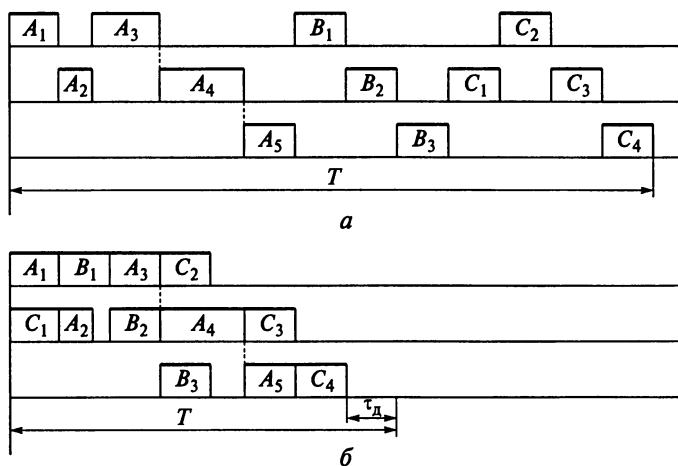 A₁ A₃ B₁ C₂
A₂ A₄ B₂ C₁ C₃
A₅ B₃ C₄
T
а
A₁ B₁ A₃ C₂
C₁ A₂ B₂ A₄ C₃
B₃ A₅ C₄
T τд
б